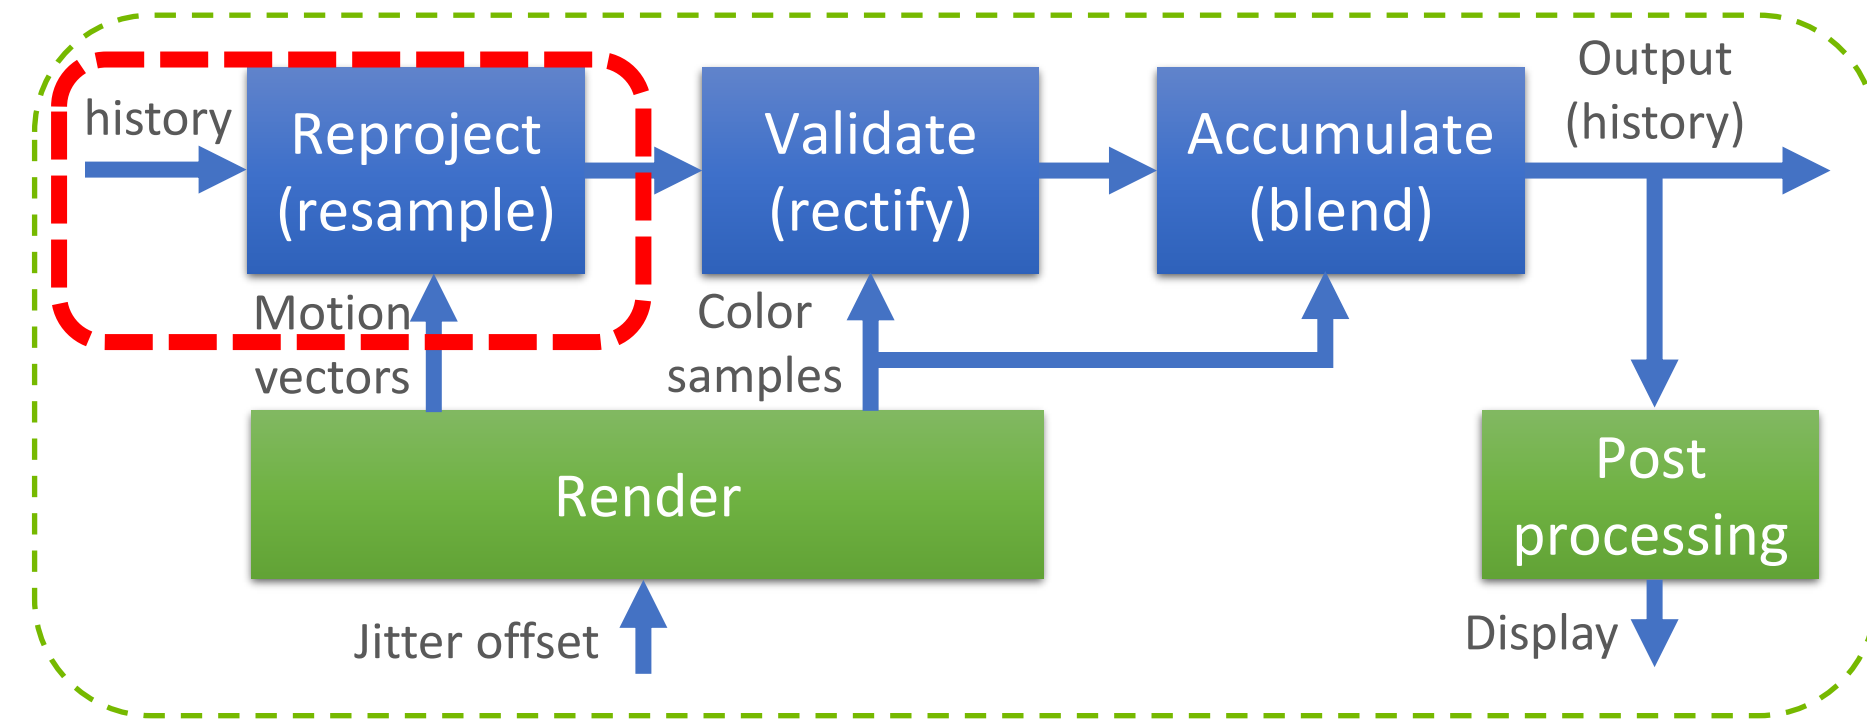 history
Reproject
(resample)
Validate
(rectify)
Accumulate
(blend)
Output
(history)
Motion
vectors
Color
samples
Render
Post
processing
Jitter offset
Display